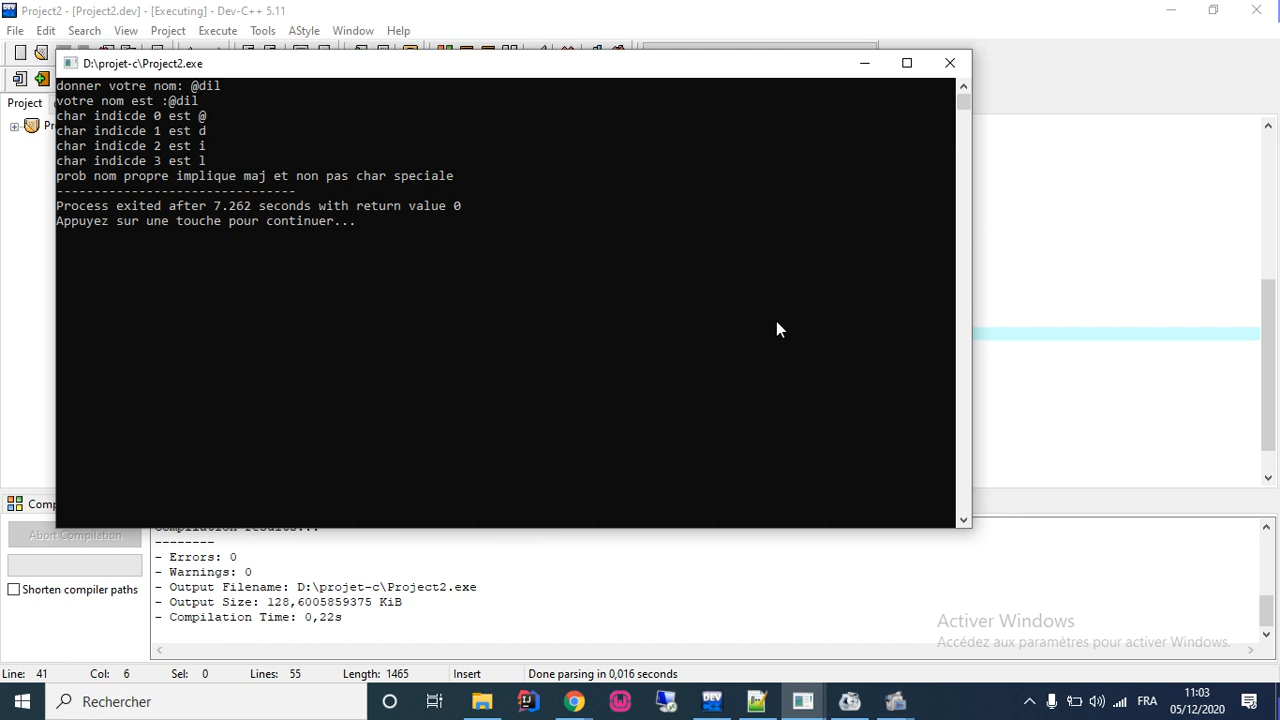 Project2 - [Project2.dev] - [Executing] - Dev-C++ 5.11
File Edit Search View Project Execute Tools AStyle Window Help
D:\projet-c\Project2.exe
donner votre nom: @dil
votre nom est :@dil
char indicde 0 est @
char indicde 1 est d
char indicde 2 est i
char indicde 3 est l
prob nom propre implique maj et non pas char speciale
--------------------------------
Process exited after 7.262 seconds with return value 0
Appuyez sur une touche pour continuer...
Project
Pr
Comp
Abort Compilation
Shorten compiler paths
Compilation results...
--------
- Errors: 0
- Warnings: 0
- Output Filename: D:\projet-c\Project2.exe
- Output Size: 128,6005859375 KiB
- Compilation Time: 0,22s
Activer Windows
Accédez aux paramètres pour activer Windows.
Line: 41 Col: 6 Sel: 0 Lines: 55 Length: 1465 Insert Done parsing in 0,016 seconds
Rechercher
FRA
11:03
05/12/2020